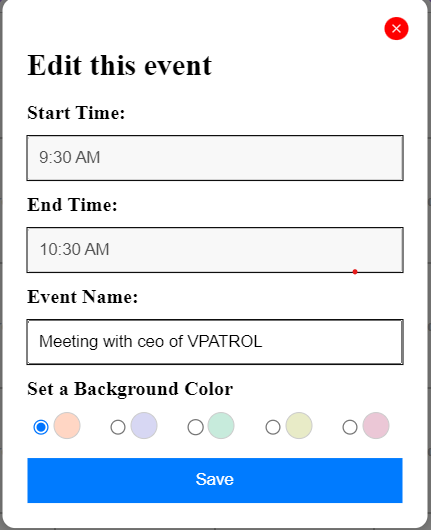 Edit this event
Start Time:
9:30 AM
End Time:
10:30 AM
Event Name:
Meeting with ceo of VPATROL
Set a Background Color
Save